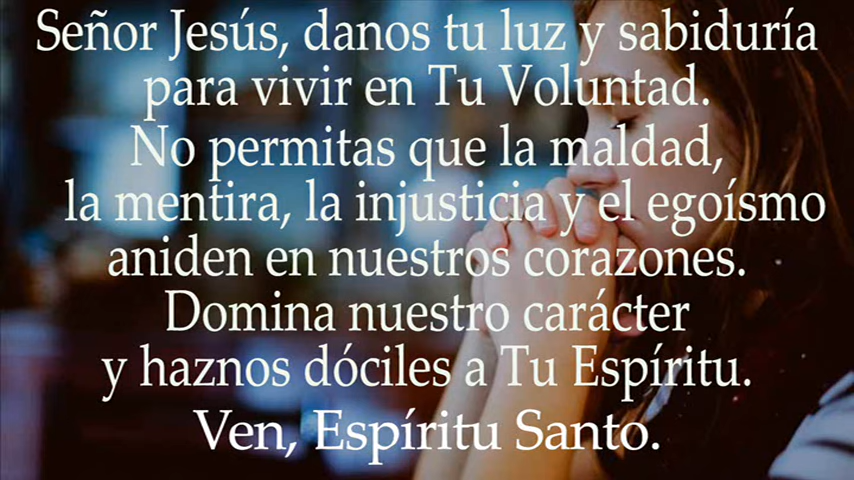 Señor Jesús, danos tu luz y sabiduría
para vivir en Tu Voluntad.
No permitas que la maldad,
la mentira, la injusticia y el egoísmo
aniden en nuestros corazones.
Domina nuestro carácter
y haznos dóciles a Tu Espíritu.
Ven, Espíritu Santo.